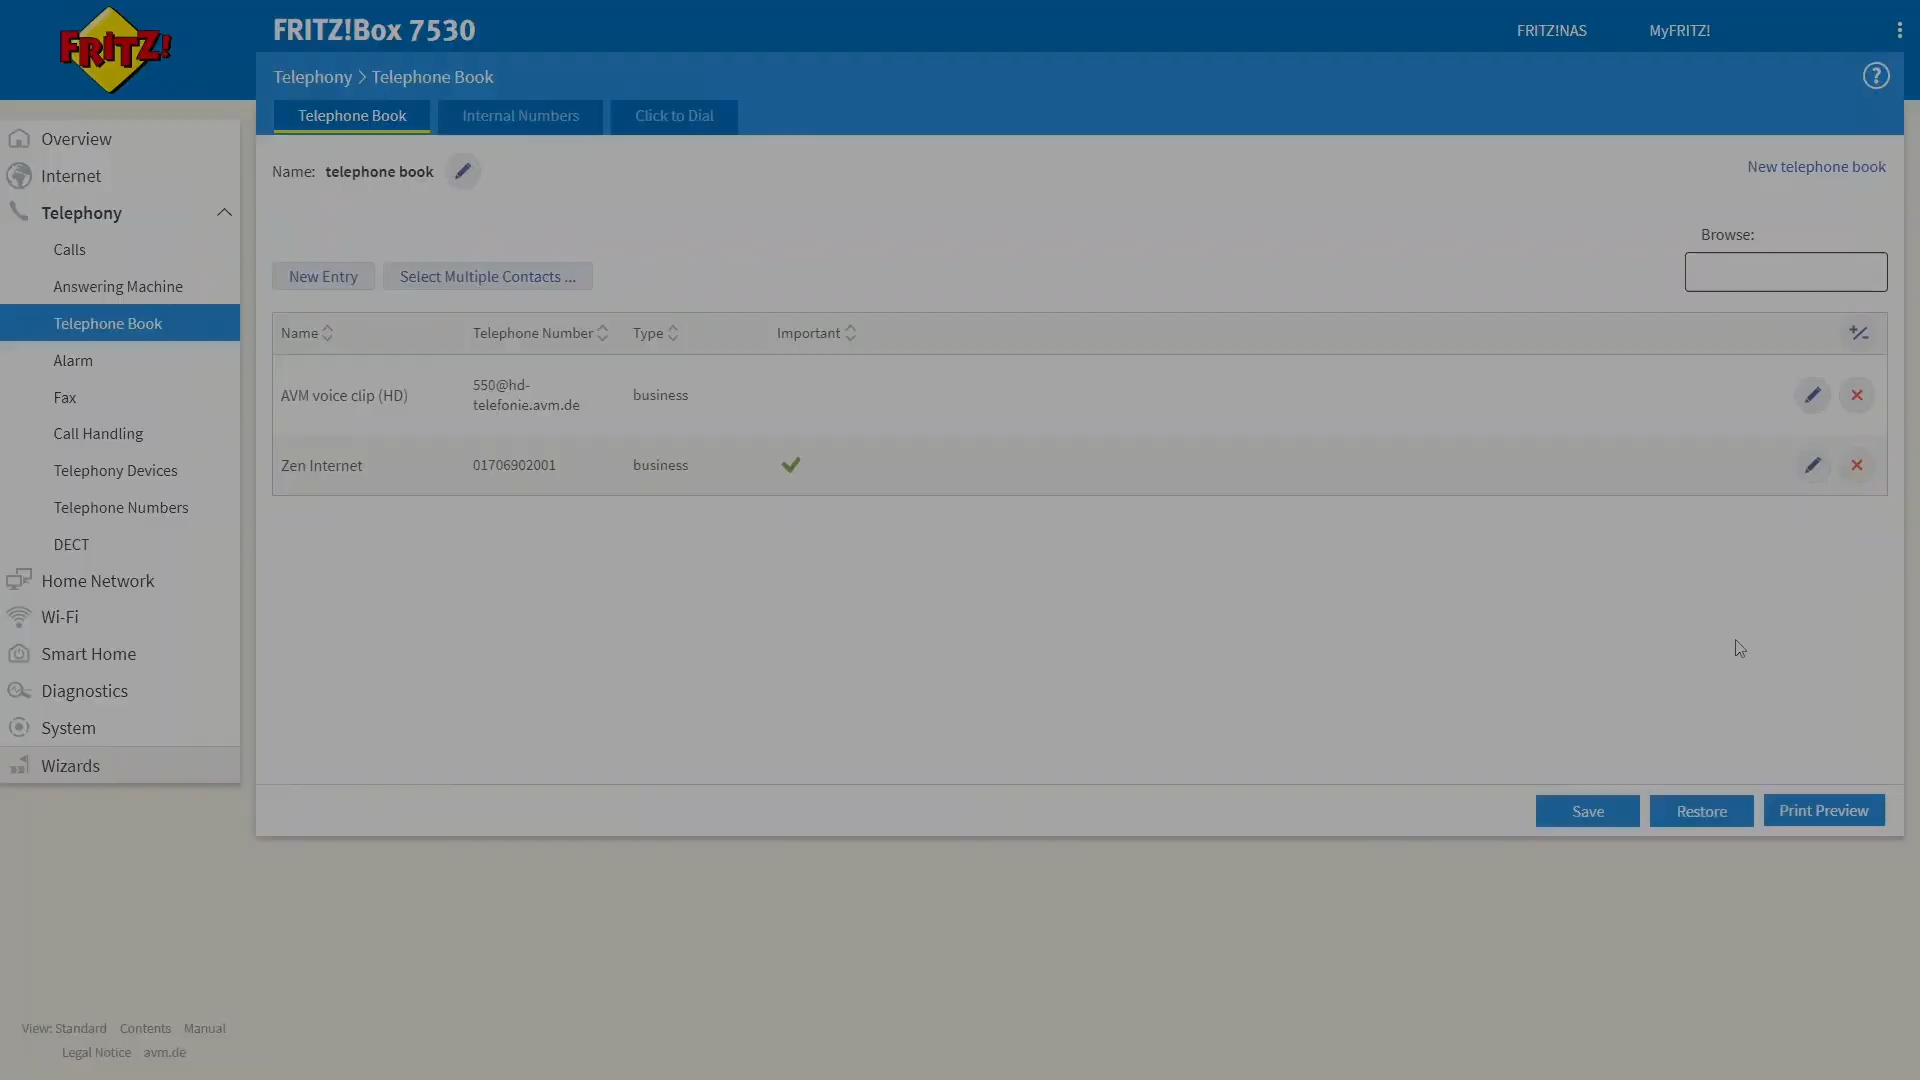 FRITZ!
FRITZ!Box 7530
FRITZ!NAS
MyFRITZ!
Telephony > Telephone Book
Telephone Book
Internal Numbers
Click to Dial
Overview
Internet
Telephony
Calls
Answering Machine
Telephone Book
Alarm
Fax
Call Handling
Telephony Devices
Telephone Numbers
DECT
Home Network
Wi-Fi
Smart Home
Diagnostics
System
Wizards
Name: telephone book
New telephone book
Browse:
New Entry
Select Multiple Contacts ...
Name Telephone Number Type Important
AVM voice clip (HD) 550@hd-
telefonie.avm.de business
Zen Internet 01706902001 business
Save
Restore
Print Preview
View: Standard Contents Manual
Legal Notice avm.de